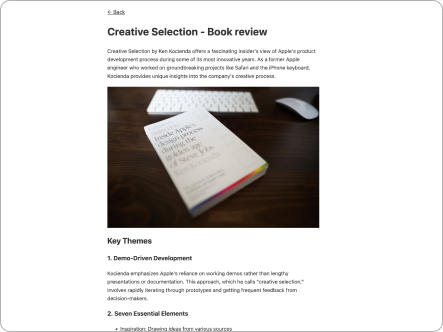 ← Back
Creative Selection - Book review
Creative Selection by Ken Kocienda offers a fascinating insider's view of Apple's product
development process during some of its most innovative years. As a former Apple
engineer who worked on groundbreaking projects like Safari and the iPhone keyboard,
Kocienda provides unique insights into the company's creative process.
Inside Apple's
design process
during the
golden age
of Steve Jobs
Ken Kocienda
Key Themes
1. Demo-Driven Development
Kocienda emphasizes Apple's reliance on working demos rather than lengthy
presentations or documentation. This approach, which he calls "creative selection,"
involves rapidly iterating through prototypes and getting frequent feedback from
decision-makers.
2. Seven Essential Elements
• Inspiration: Drawing ideas from various sources